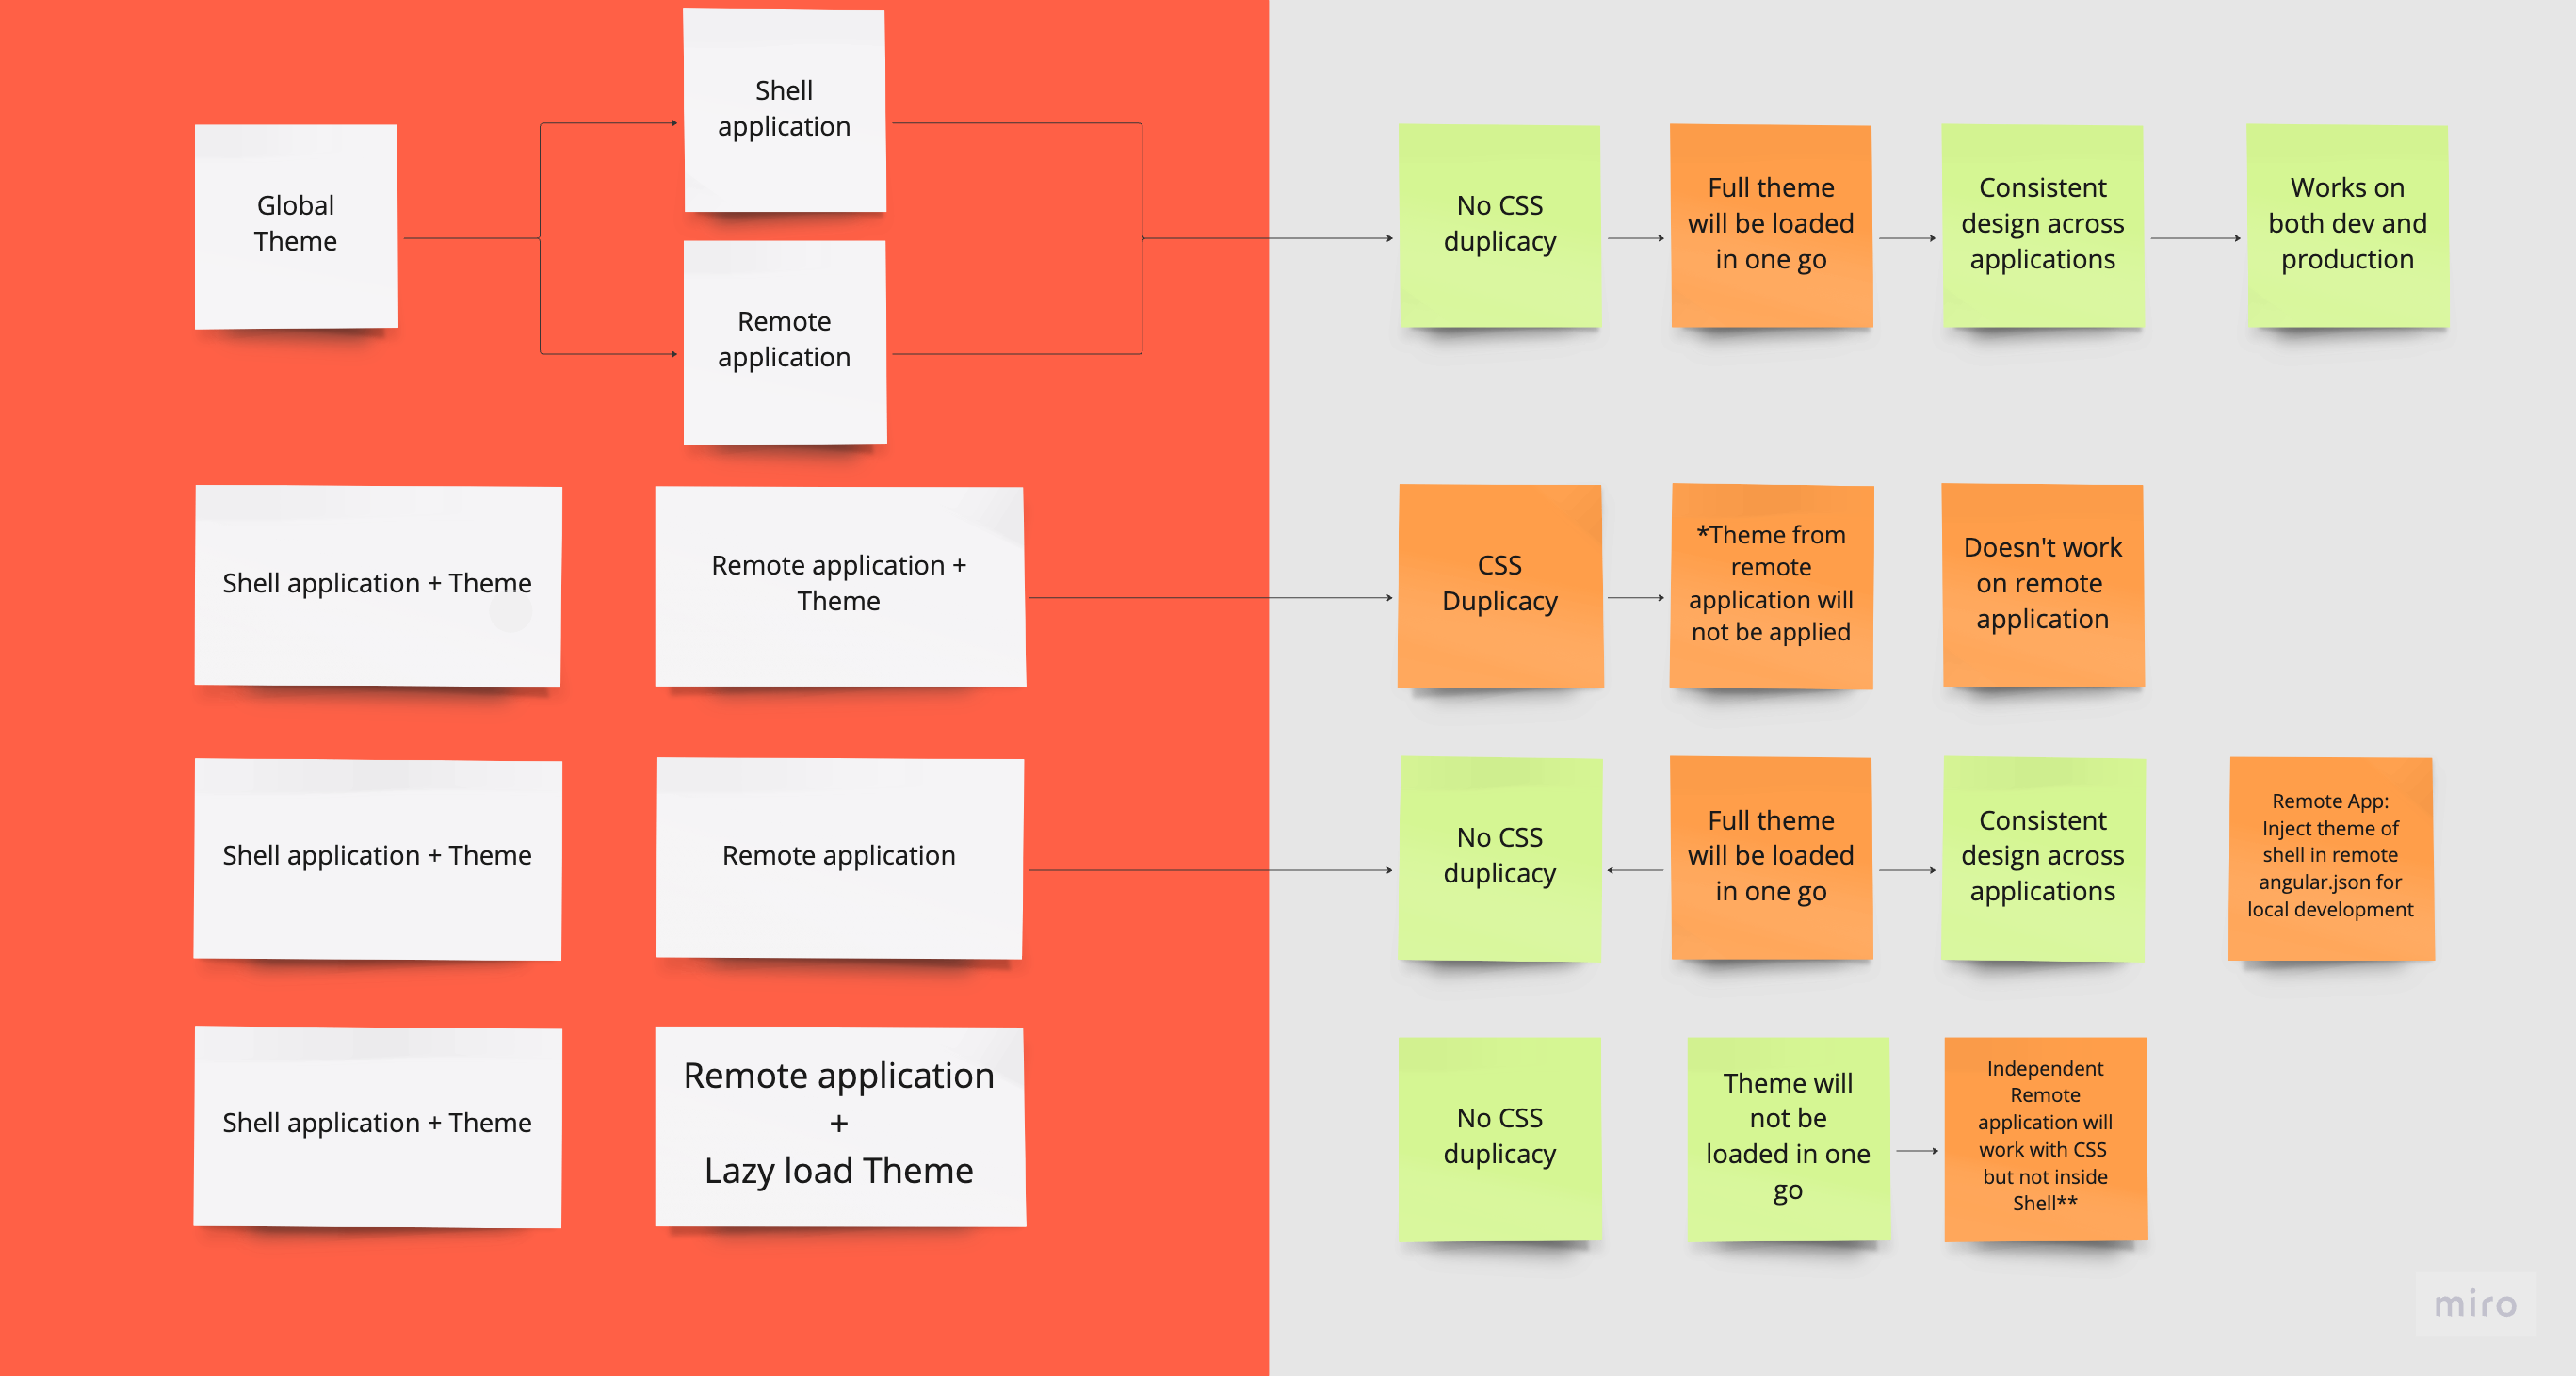 Global
Theme
Shell
application
Remote
application
No CSS
duplicacy
Full theme
will be loaded
in one go
Consistent
design across
applications
Works on
both dev and
production
Shell application + Theme
Remote application +
Theme
CSS
Duplicacy
*Theme from
remote
application will
not be applied
Doesn't work
on remote
application
Shell application + Theme
Remote application
No CSS
duplicacy
Full theme
will be loaded
in one go
Consistent
design across
applications
Remote App:
Inject theme of
shell in remote
angular.json for
local development
Shell application + Theme
Remote application
+
Lazy load Theme
No CSS
duplicacy
Theme will
not be
loaded in one
go
Independent
Remote
application will
work with CSS
but not inside
Shell**
miro